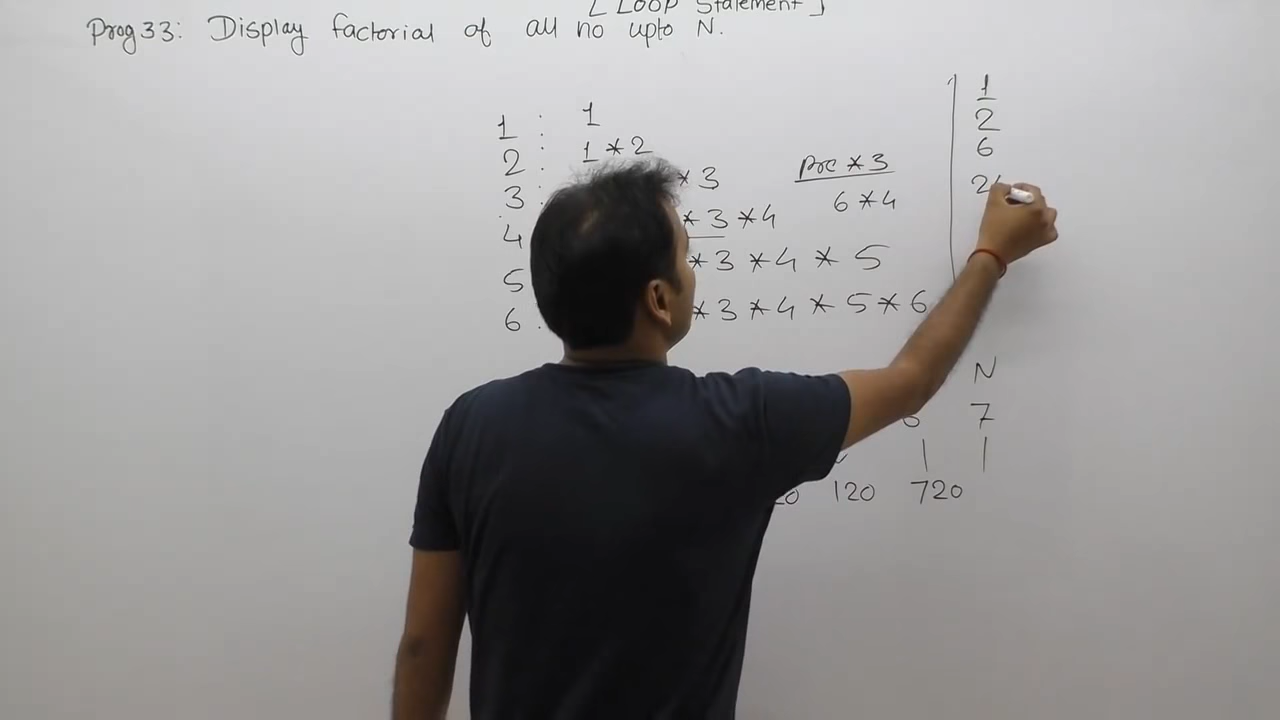 [ Loop Statement ]
Prog 33: Display factorial of all no upto N.
1 : 1
2 : 1 * 2
3 : * 3
4 * 3 * 4
5 * 3 * 4 * 5
6 : * 3 * 4 * 5 * 6
pre * 3
6 * 4
1
2
6
N
7
120 720